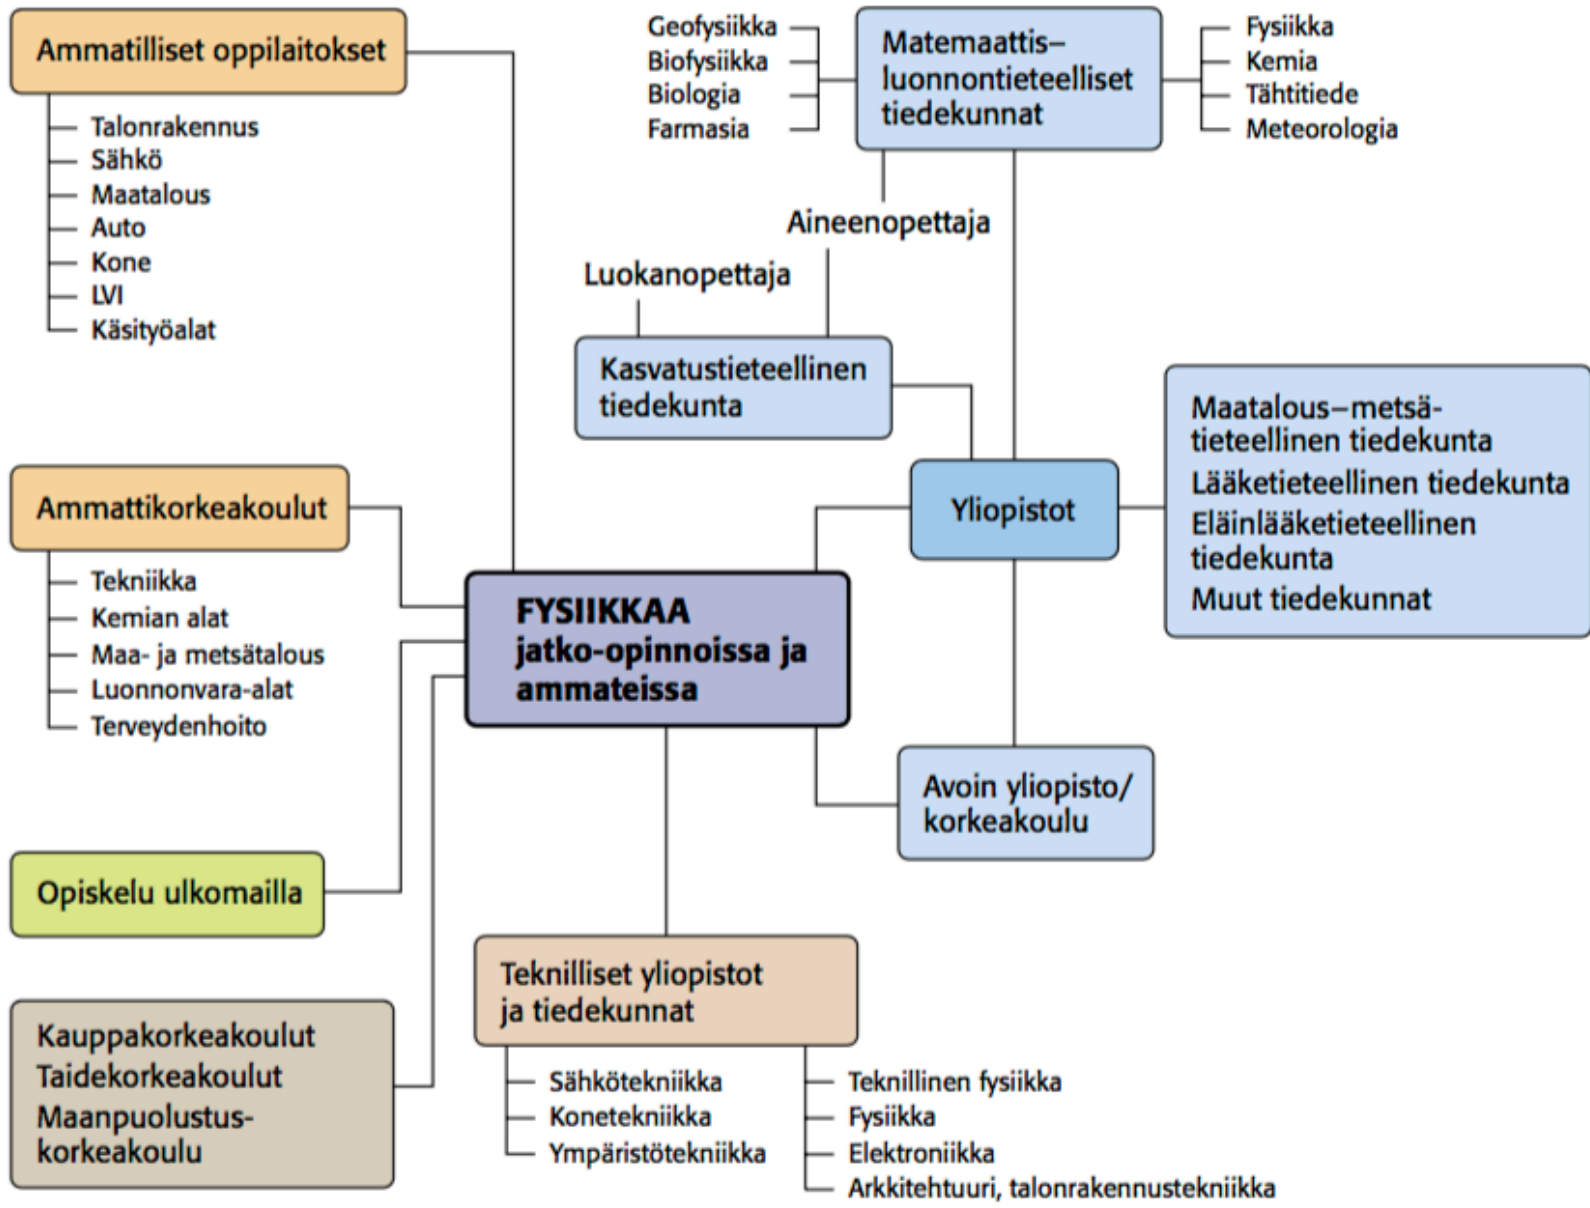 Ammatilliset oppilaitokset
Talonrakennus
Sähkö
Maatalous
Auto
Kone
LVI
Käsityöalat
Geofysiikka
Biofysiikka
Biologia
Farmasia
Matemaattis–
luonnontieteelliset
tiedekunnat
Fysiikka
Kemia
Tähtitiede
Meteorologia
Aineenopettaja
Luokanopettaja
Kasvatustieteellinen
tiedekunta
Maatalous–metsä-
tieteellinen tiedekunta
Lääketieteellinen tiedekunta
Eläinlääketieteellinen
tiedekunta
Muut tiedekunnat
Yliopistot
Ammattikorkeakoulut
Tekniikka
Kemian alat
Maa- ja metsätalous
Luonnonvara-alat
Terveydenhoito
FYSIIKKAA
jatko-opinnoissa ja
ammateissa
Avoin yliopisto/
korkeakoulu
Opiskelu ulkomailla
Kauppakorkeakoulut
Taidekorkeakoulut
Maanpuolustus-
korkeakoulu
Teknilliset yliopistot
ja tiedekunnat
Sähkötekniikka
Konetekniikka
Ympäristötekniikka
Teknillinen fysiikka
Fysiikka
Elektroniikka
Arkkitehtuuri, talonrakennustekniikka